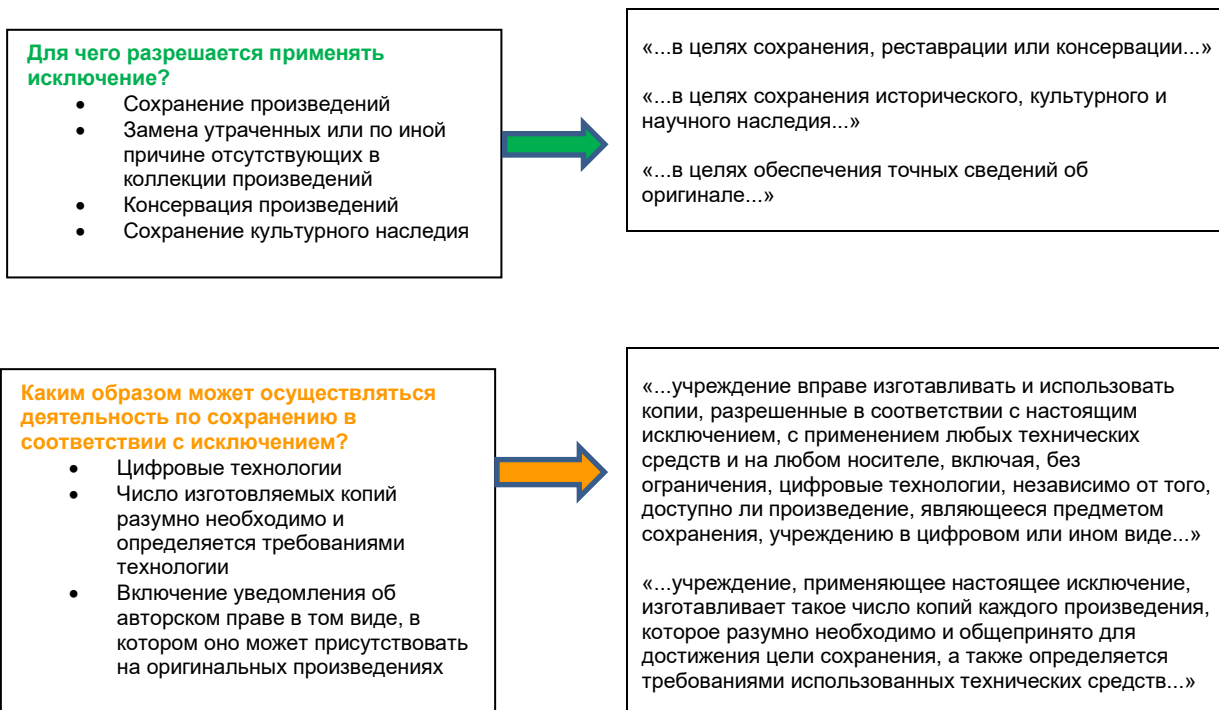 Для чего разрешается применять
исключение?
• Сохранение произведений
• Замена утраченных или по иной
причине отсутствующих в
коллекции произведений
• Консервация произведений
• Сохранение культурного наследия
«...в целях сохранения, реставрации или консервации...»
«...в целях сохранения исторического, культурного и
научного наследия...»
«...в целях обеспечения точных сведений об
оригинале...»
Каким образом может осуществляться
деятельность по сохранению в
соответствии с исключением?
• Цифровые технологии
• Число изготовляемых копий
разумно необходимо и
определяется требованиями
технологии
• Включение уведомления об
авторском праве в том виде, в
котором оно может присутствовать
на оригинальных произведениях
«...учреждение вправе изготавливать и использовать
копии, разрешенные в соответствии с настоящим
исключением, с применением любых технических
средств и на любом носителе, включая, без
ограничения, цифровые технологии, независимо от того,
доступно ли произведение, являющееся предметом
сохранения, учреждению в цифровом или ином виде...»
«...учреждение, применяющее настоящее исключение,
изготавливает такое число копий каждого произведения,
которое разумно необходимо и общепринято для
достижения цели сохранения, а также определяется
требованиями использованных технических средств...»